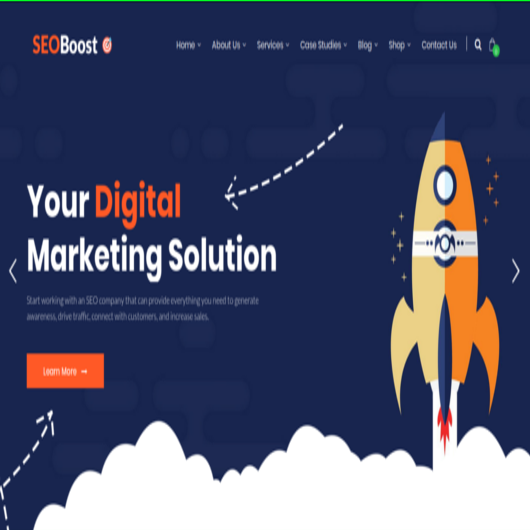 SEOBoost
Home About Us Services Case Studies Blog Shop Contact Us
Your Digital
Marketing Solution
Start working with an SEO company that can provide everything you need to generate
awareness, drive traffic, connect with customers, and increase sales.
Learn More